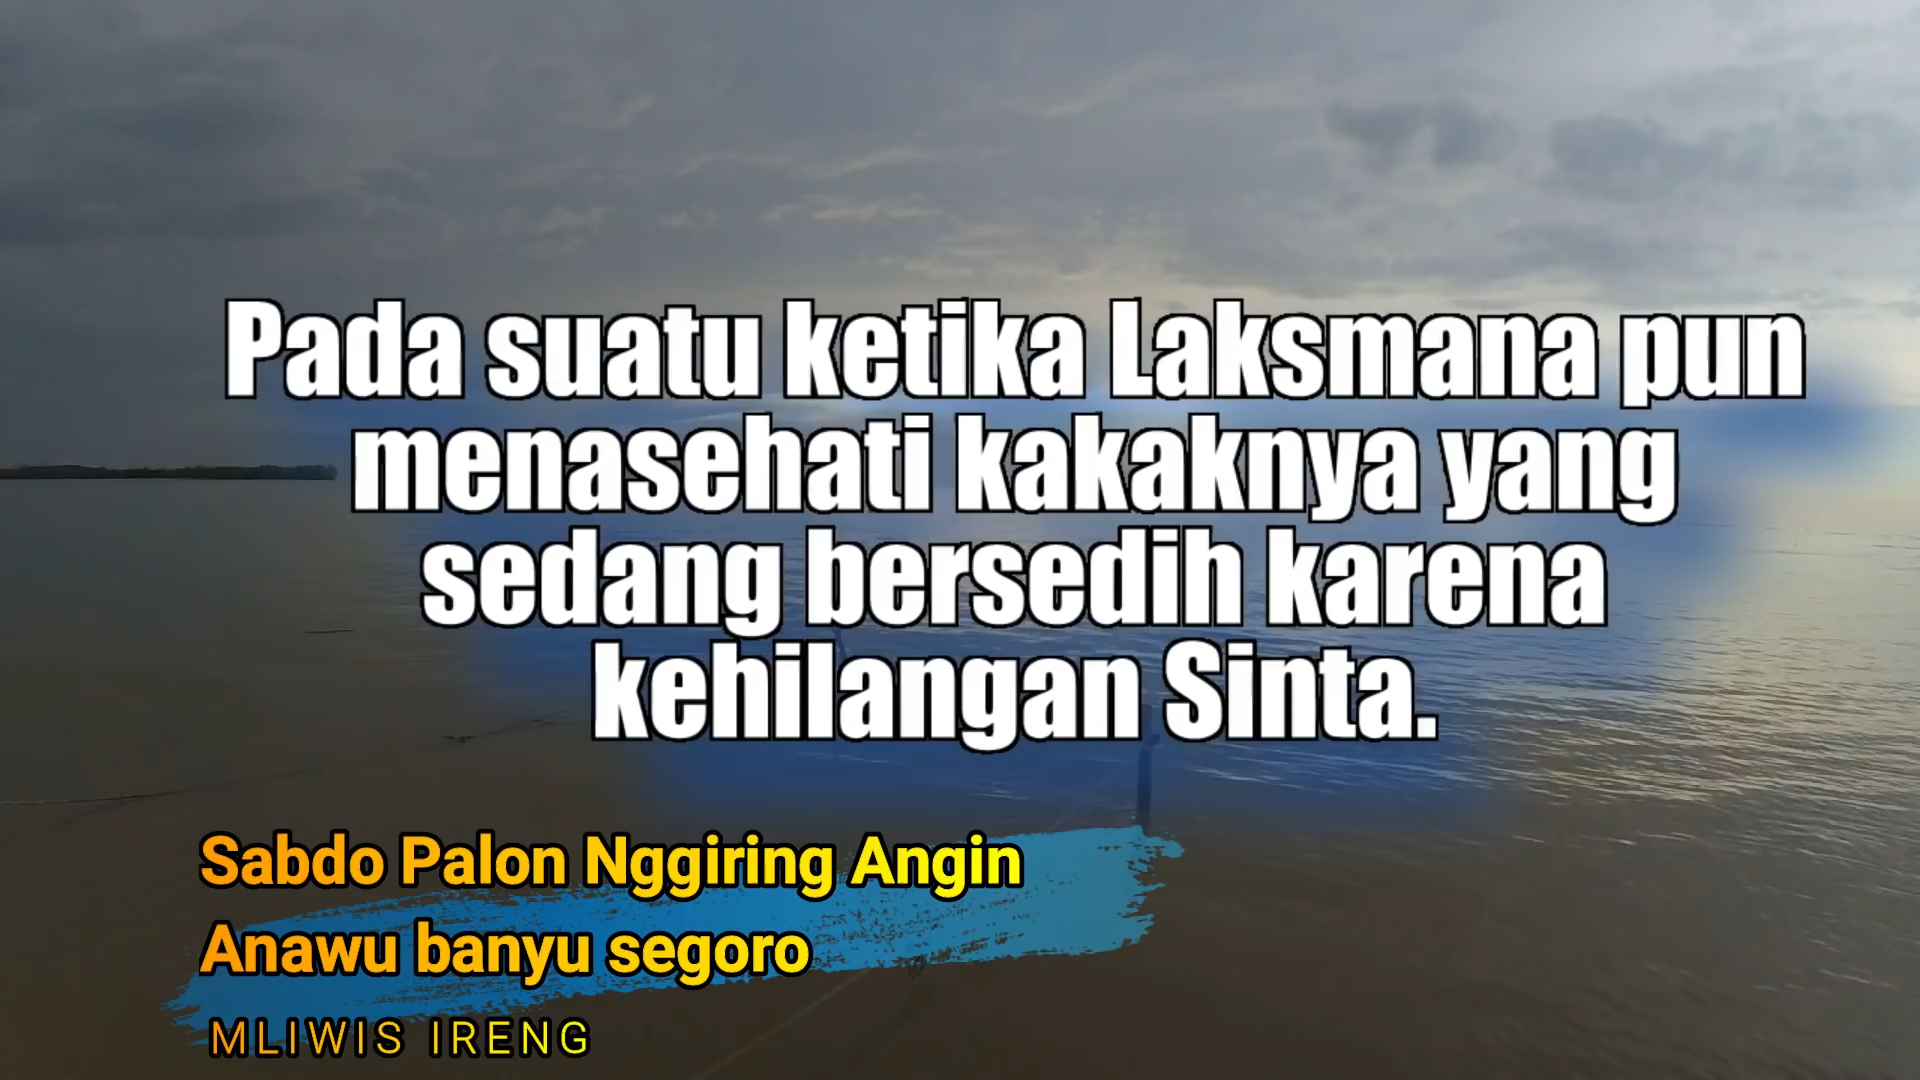 Pada suatu ketika Laksmana pun
menasehati kakaknya yang
sedang bersedih karena
kehilangan Sinta.
Sabdo Palon Nggiring Angin
Anawu banyu segoro
MLIWIS IRENG